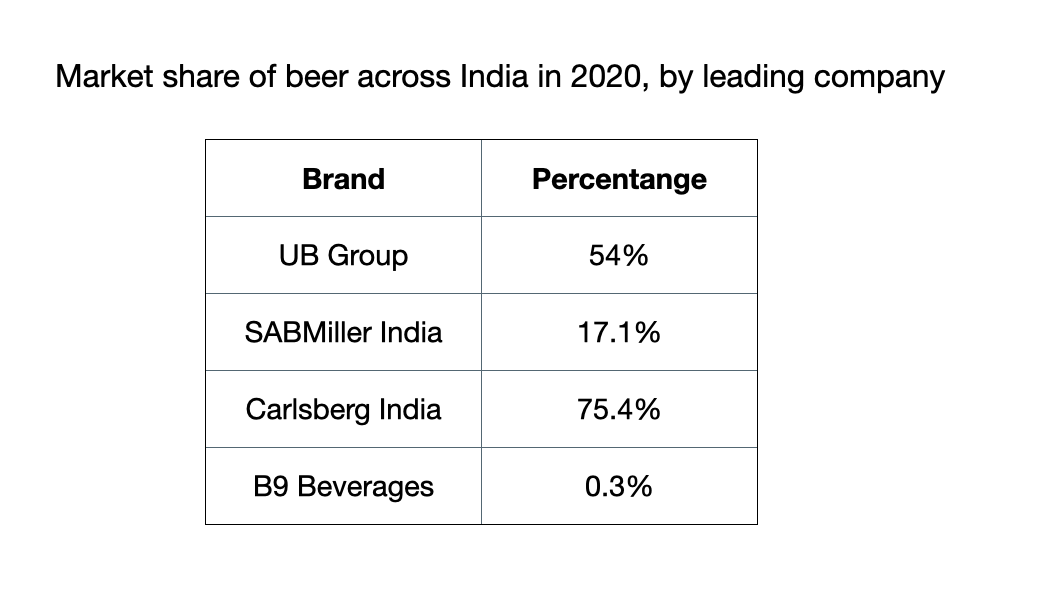 Market share of beer across India in 2020, by leading company
Brand Percentange
UB Group 54%
SABMiller India 17.1%
Carlsberg India 75.4%
B9 Beverages 0.3%